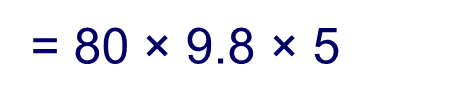 = 80 × 9.8 × 5